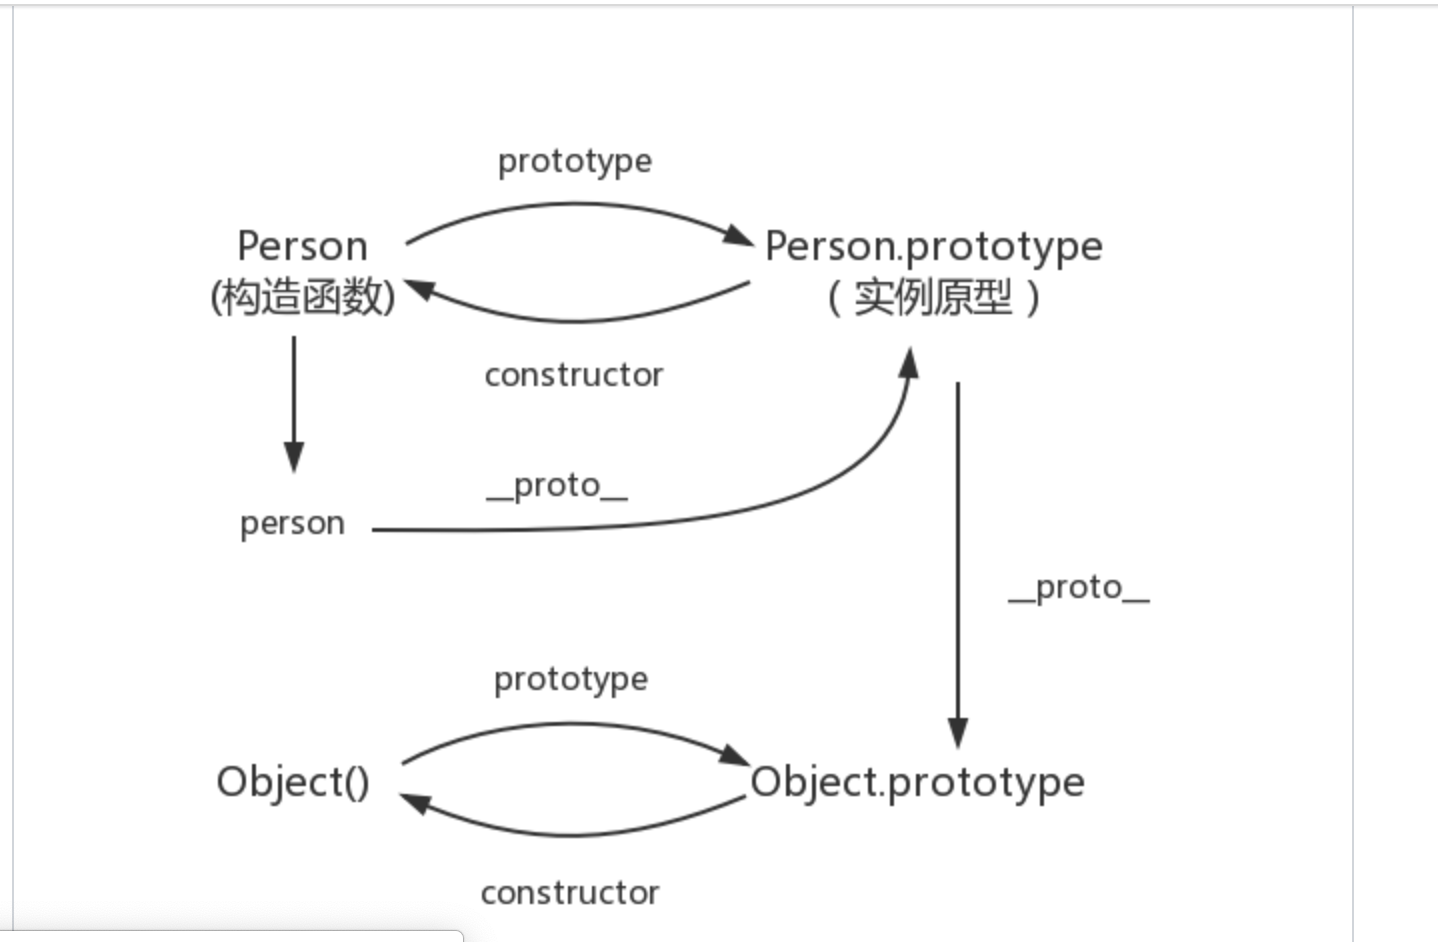 prototype
Person
(构造函数)
Person.prototype
（ 实例原型 ）
constructor
__proto__
person
__proto__
prototype
Object()
Object.prototype
constructor